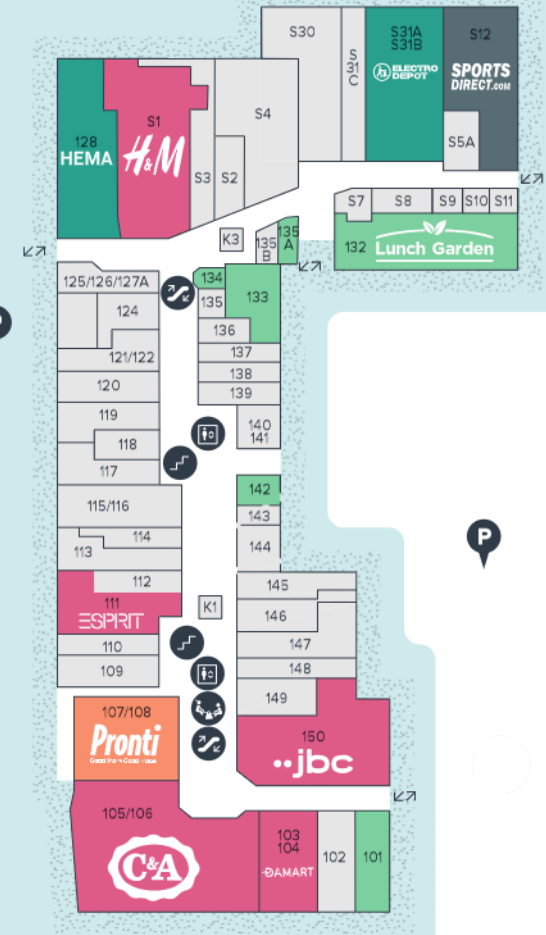 S30
S
31
C
S31A
S31B
ELECTRO
DEPOT
S12
SPORTS
DIRECT.com
S5A
128
HEMA
S1
H&M
S3
S2
S4
S7
S8
S9
S10
S11
132
Lunch Garden
K3
135
B
135
A
125/126/127A
124
121/122
120
119
118
117
115/116
114
113
112
111
ESPRIT
110
109
134
135
133
136
137
138
139
140
141
142
143
144
145
146
147
148
149
K1
P
107/108
Pronti
150
jbc
105/106
C&A
103
104
DAMART
102
101